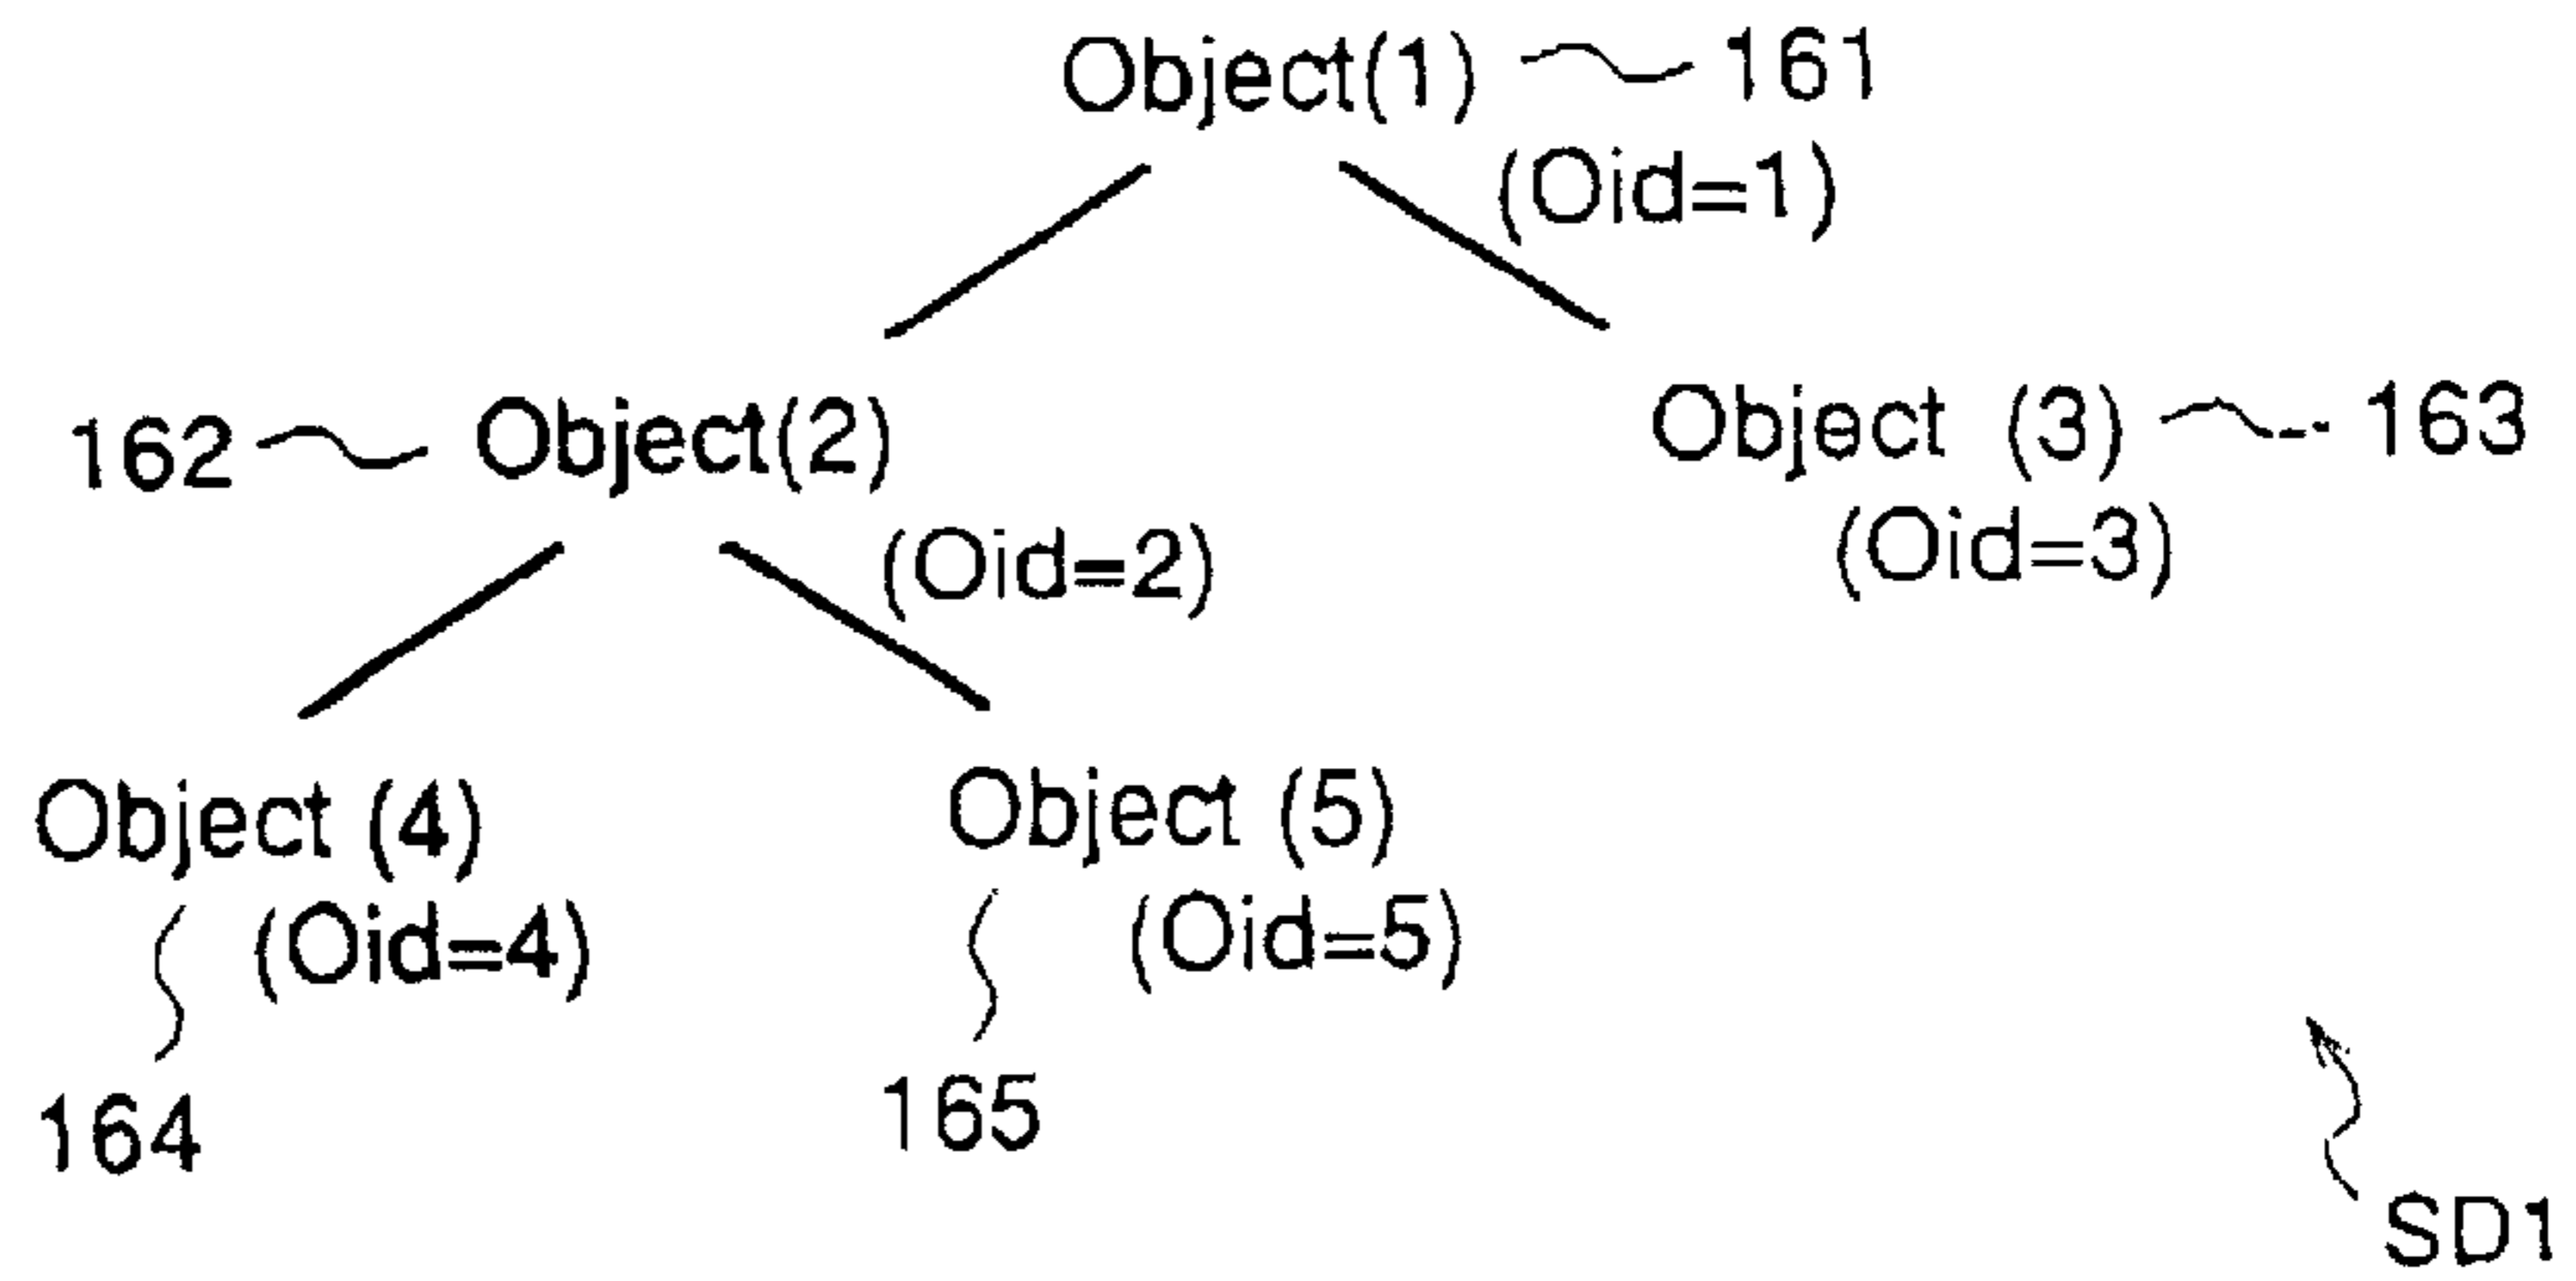 Object(1) 161
(Oid=1)
162 Object(2)
(Oid=2)
Object (3) 163
(Oid=3)
Object (4)
(Oid=4)
164
Object (5)
(Oid=5)
165
SD1